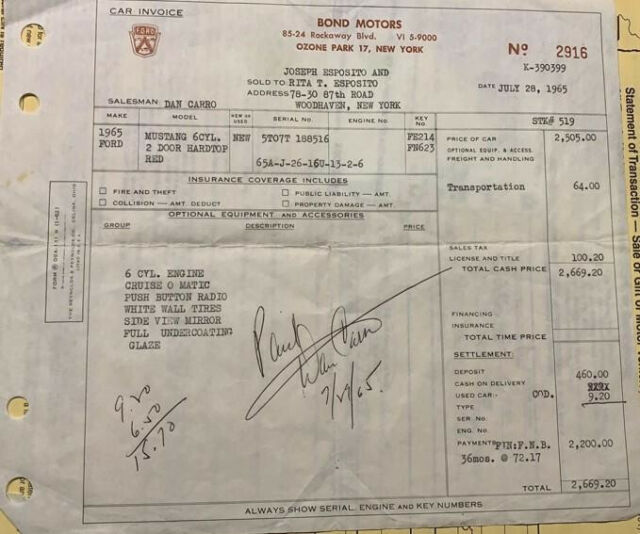 CAR INVOICE
FORD
BOND MOTORS
85-24 Rockaway Blvd. VI 5-9000
OZONE PARK 17, NEW YORK
Nº 2916
K-390399
JOSEPH ESPOSITO AND
SOLD TO RITA T. ESPOSITO
ADDRESS 78-30 87th ROAD
WOODHAVEN, NEW YORK
DATE JULY 28, 1965
SALESMAN DAN CARRO
STK# 519
MAKE MODEL NEW OR USED SERIAL NO. ENGINE NO. KEY NO.
1965 FORD MUSTANG 6CYL. NEW 5T07T 188516 FE214
2 DOOR HARDTOP FN623
RED 65A-J-26-16U-13-2-6
PRICE OF CAR 2,505.00
OPTIONAL EQUIP. & ACCESS.
FREIGHT AND HANDLING
Transportation 64.00
INSURANCE COVERAGE INCLUDES
FIRE AND THEFT PUBLIC LIABILITY — AMT.
COLLISION — AMT. DEDUCT PROPERTY DAMAGE — AMT.
OPTIONAL EQUIPMENT AND ACCESSORIES
GROUP DESCRIPTION PRICE
6 CYL. ENGINE
CRUISE O MATIC
PUSH BUTTON RADIO
WHITE WALL TIRES
SIDE VIEW MIRROR
FULL UNDERCOATING
GLAZE
SALES TAX
LICENSE AND TITLE 100.20
TOTAL CASH PRICE 2,669.20
FINANCING
INSURANCE
TOTAL TIME PRICE
SETTLEMENT:
DEPOSIT 460.00
CASH ON DELIVERY
USED CAR:- COD. 9.20
TYPE
SER NO.
ENG. NO.
PAYMENTS FIN:F.N.B. 2,200.00
36mos. @ 72.17
TOTAL 2,669.20
Paid
Dan Carro
7/29/65
9.20
6.50
15.70
ALWAYS SHOW SERIAL, ENGINE AND KEY NUMBERS
Statement of Transaction — Sale or